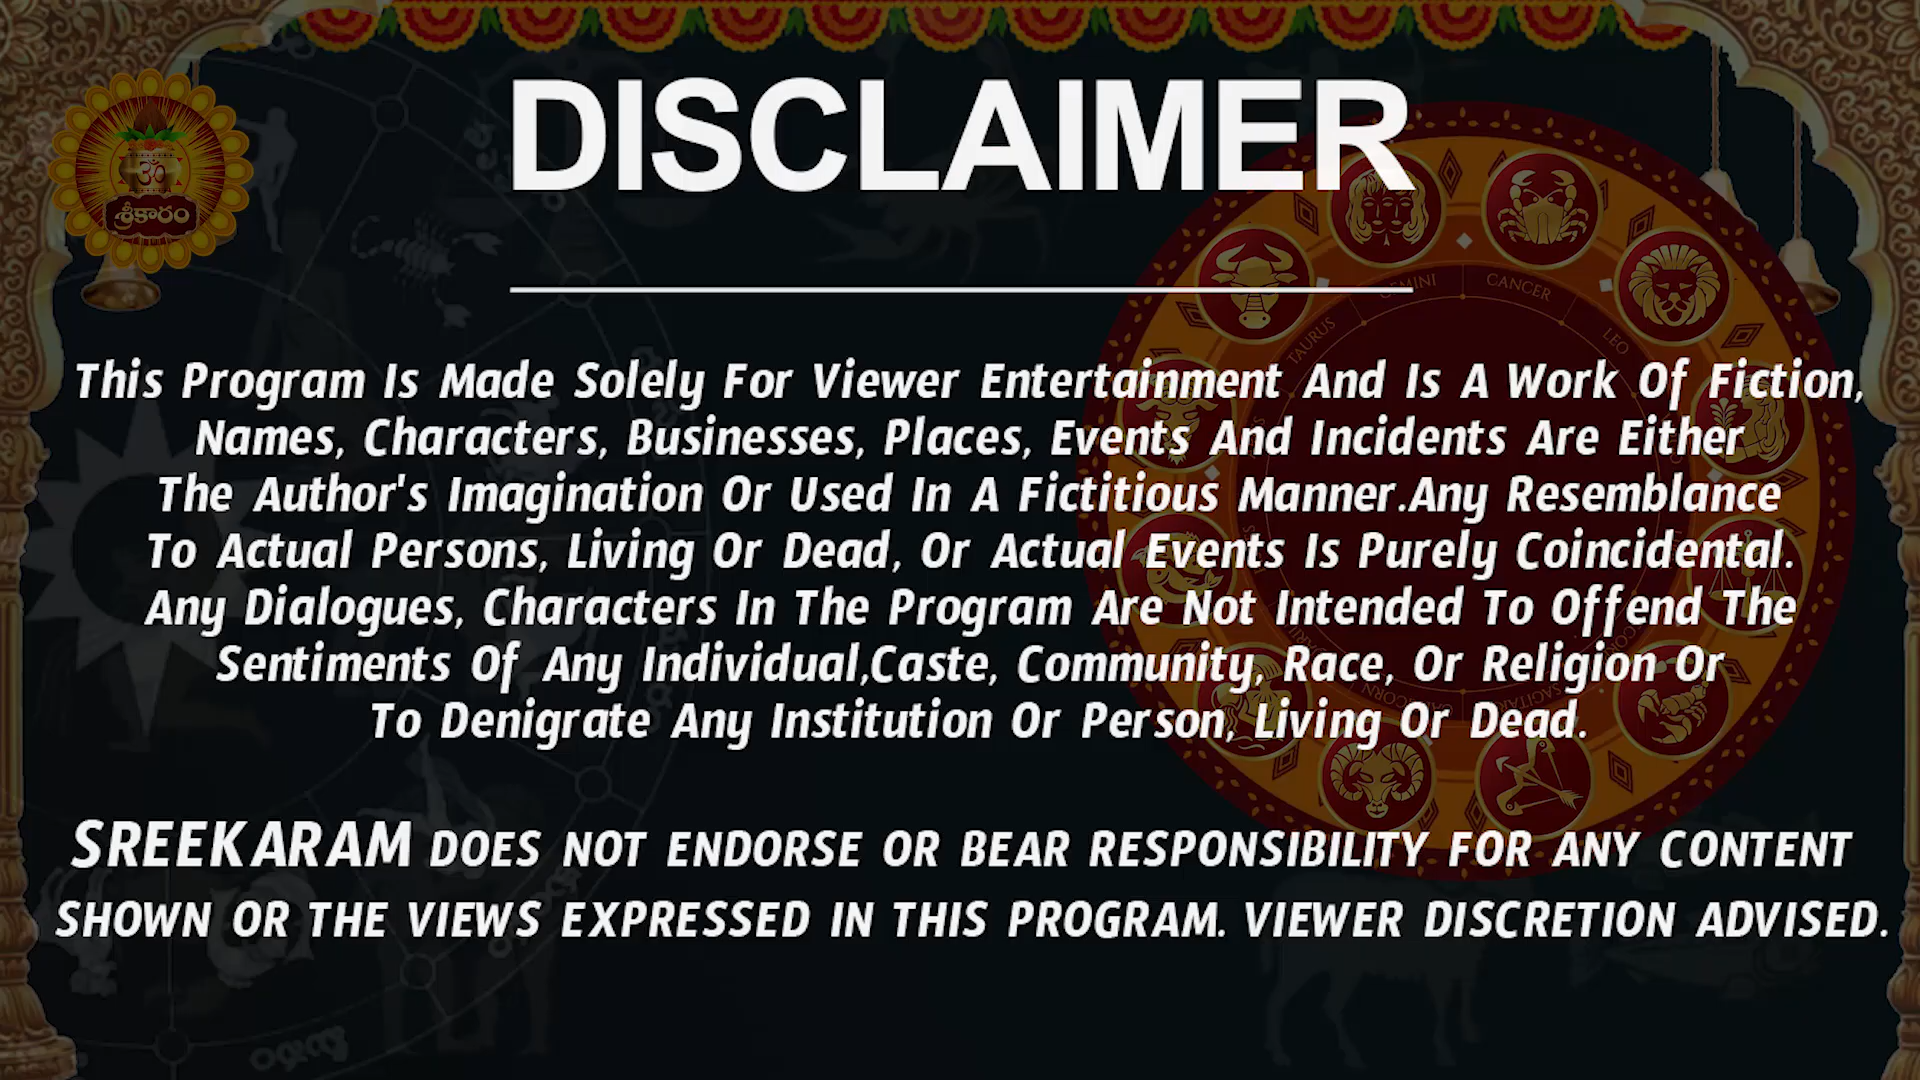 DISCLAIMER
ॐ
శ్రీకారం
GEMINI
CANCER
TAURUS
LEO
This Program Is Made Solely For Viewer Entertainment And Is A Work Of Fiction,
Names, Characters, Businesses, Places, Events And Incidents Are Either
The Author's Imagination Or Used In A Fictitious Manner.Any Resemblance
To Actual Persons, Living Or Dead, Or Actual Events Is Purely Coincidental.
Any Dialogues, Characters In The Program Are Not Intended To Offend The
Sentiments Of Any Individual,Caste, Community, Race, Or Religion Or
To Denigrate Any Institution Or Person, Living Or Dead.
SREEKARAM DOES NOT ENDORSE OR BEAR RESPONSIBILITY FOR ANY CONTENT
SHOWN OR THE VIEWS EXPRESSED IN THIS PROGRAM. VIEWER DISCRETION ADVISED.